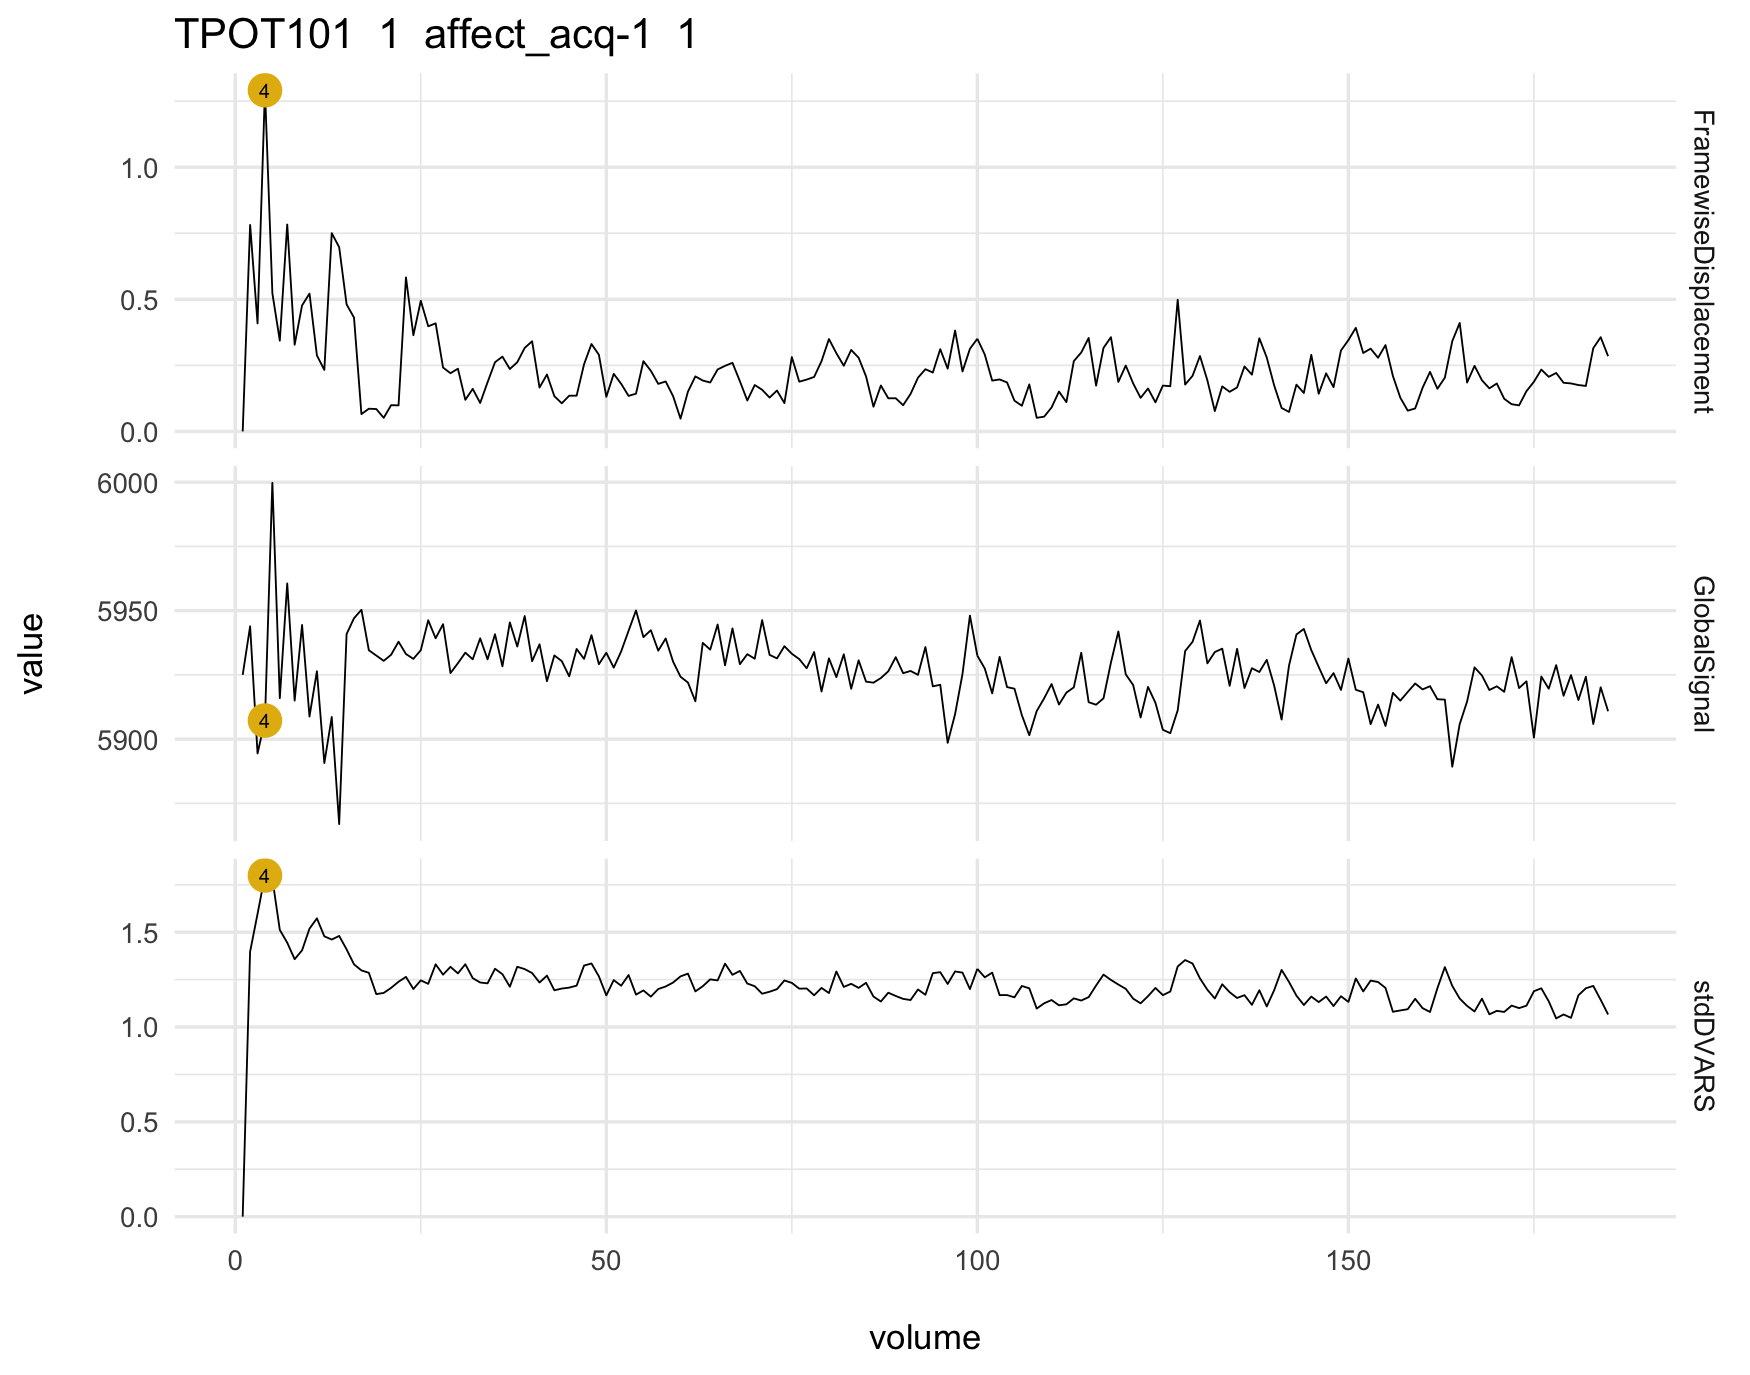 TPOT101  1  affect_acq-1  1
4
1.0
0.5
0.0
FramewiseDisplacement
6000
5950
5900
4
GlobalSignal
value
4
1.5
1.0
0.5
0.0
stdDVARS
0 50 100 150
volume